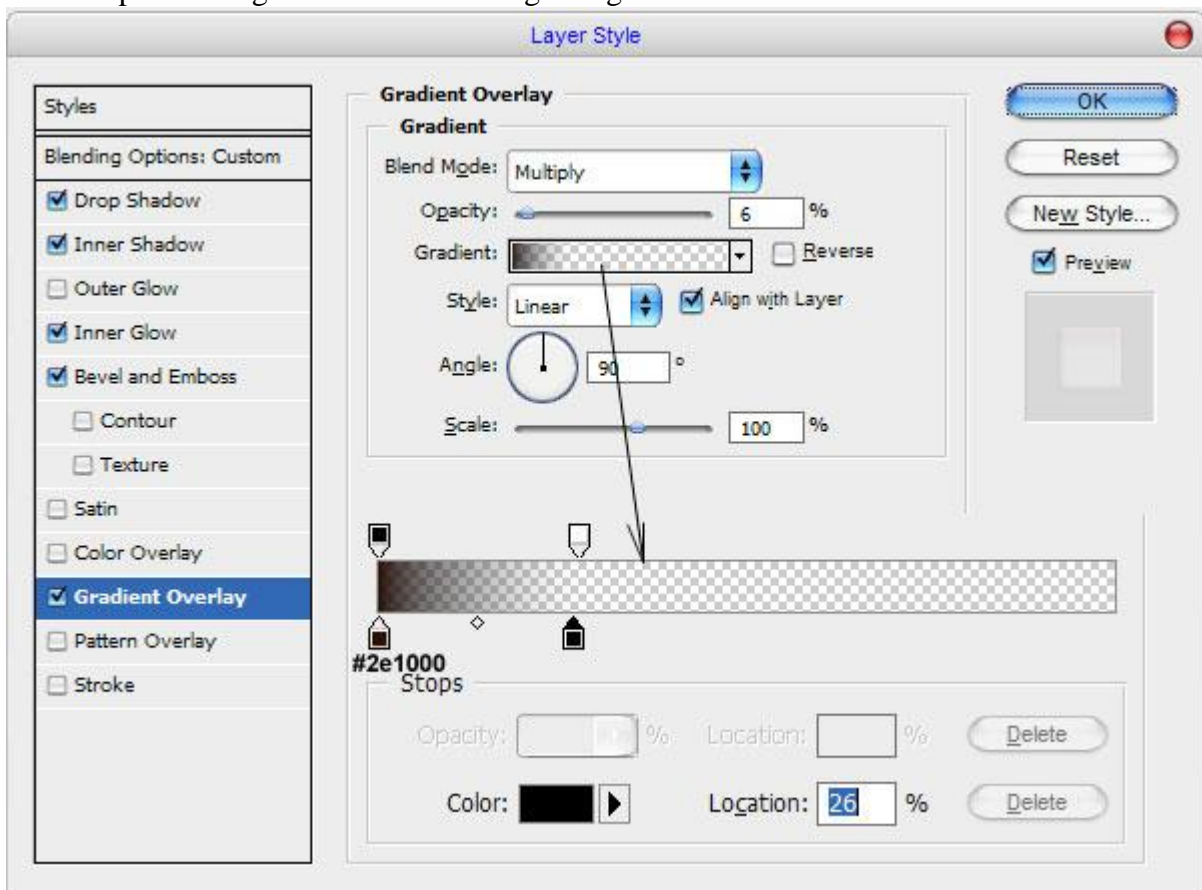 Layer Style
Styles
Blending Options: Custom
Drop Shadow
Inner Shadow
Outer Glow
Inner Glow
Bevel and Emboss
Contour
Texture
Satin
Color Overlay
Gradient Overlay
Pattern Overlay
Stroke
Gradient Overlay
Gradient
Blend Mode: Multiply
Opacity: 6 %
Gradient: Reverse
Style: Linear Align with Layer
Angle: 90 °
Scale: 100 %
OK
Reset
New Style...
Preview
#2e1000
Stops
Opacity: % Location: % Delete
Color: Location: 26 % Delete